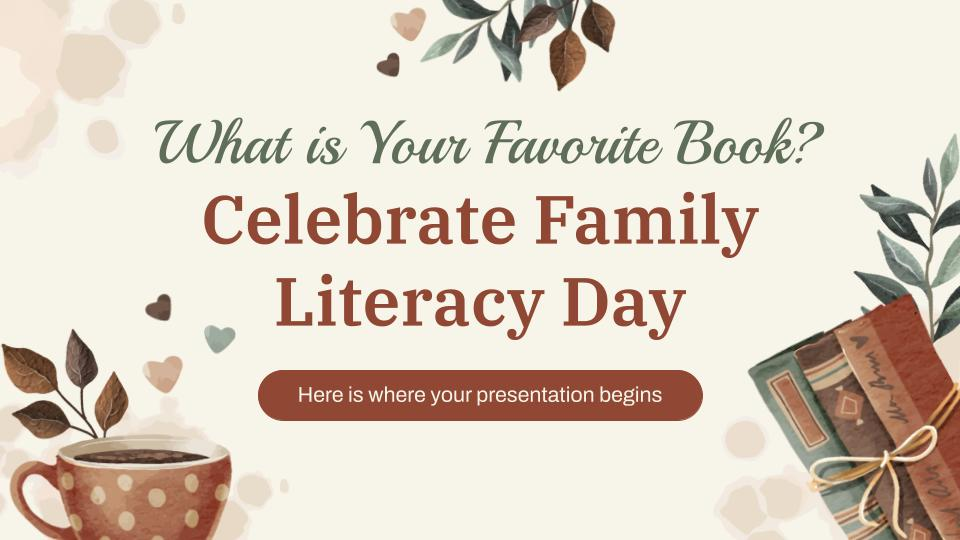 What is Your Favorite Book?
Celebrate Family
Literacy Day
Here is where your presentation begins